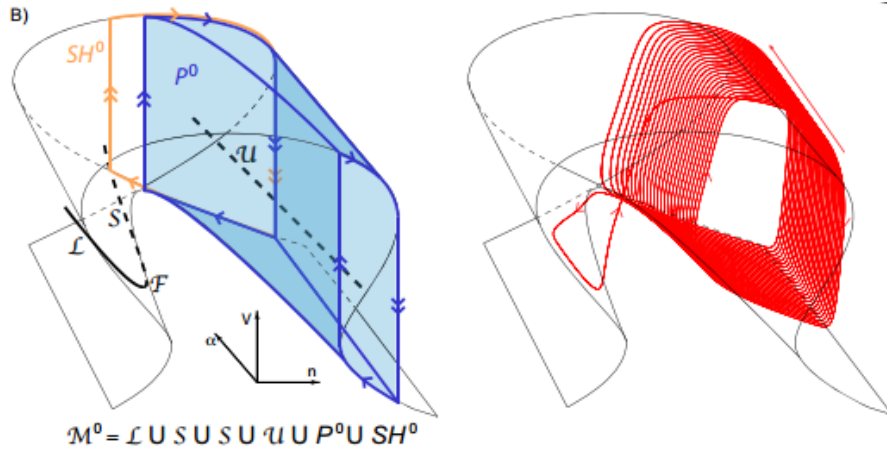 B)
SH⁰
P⁰
𝒰
S
ℒ
ℱ
V
α
n
ℳ⁰ = ℒ U S U S U 𝒰 U P⁰ U SH⁰